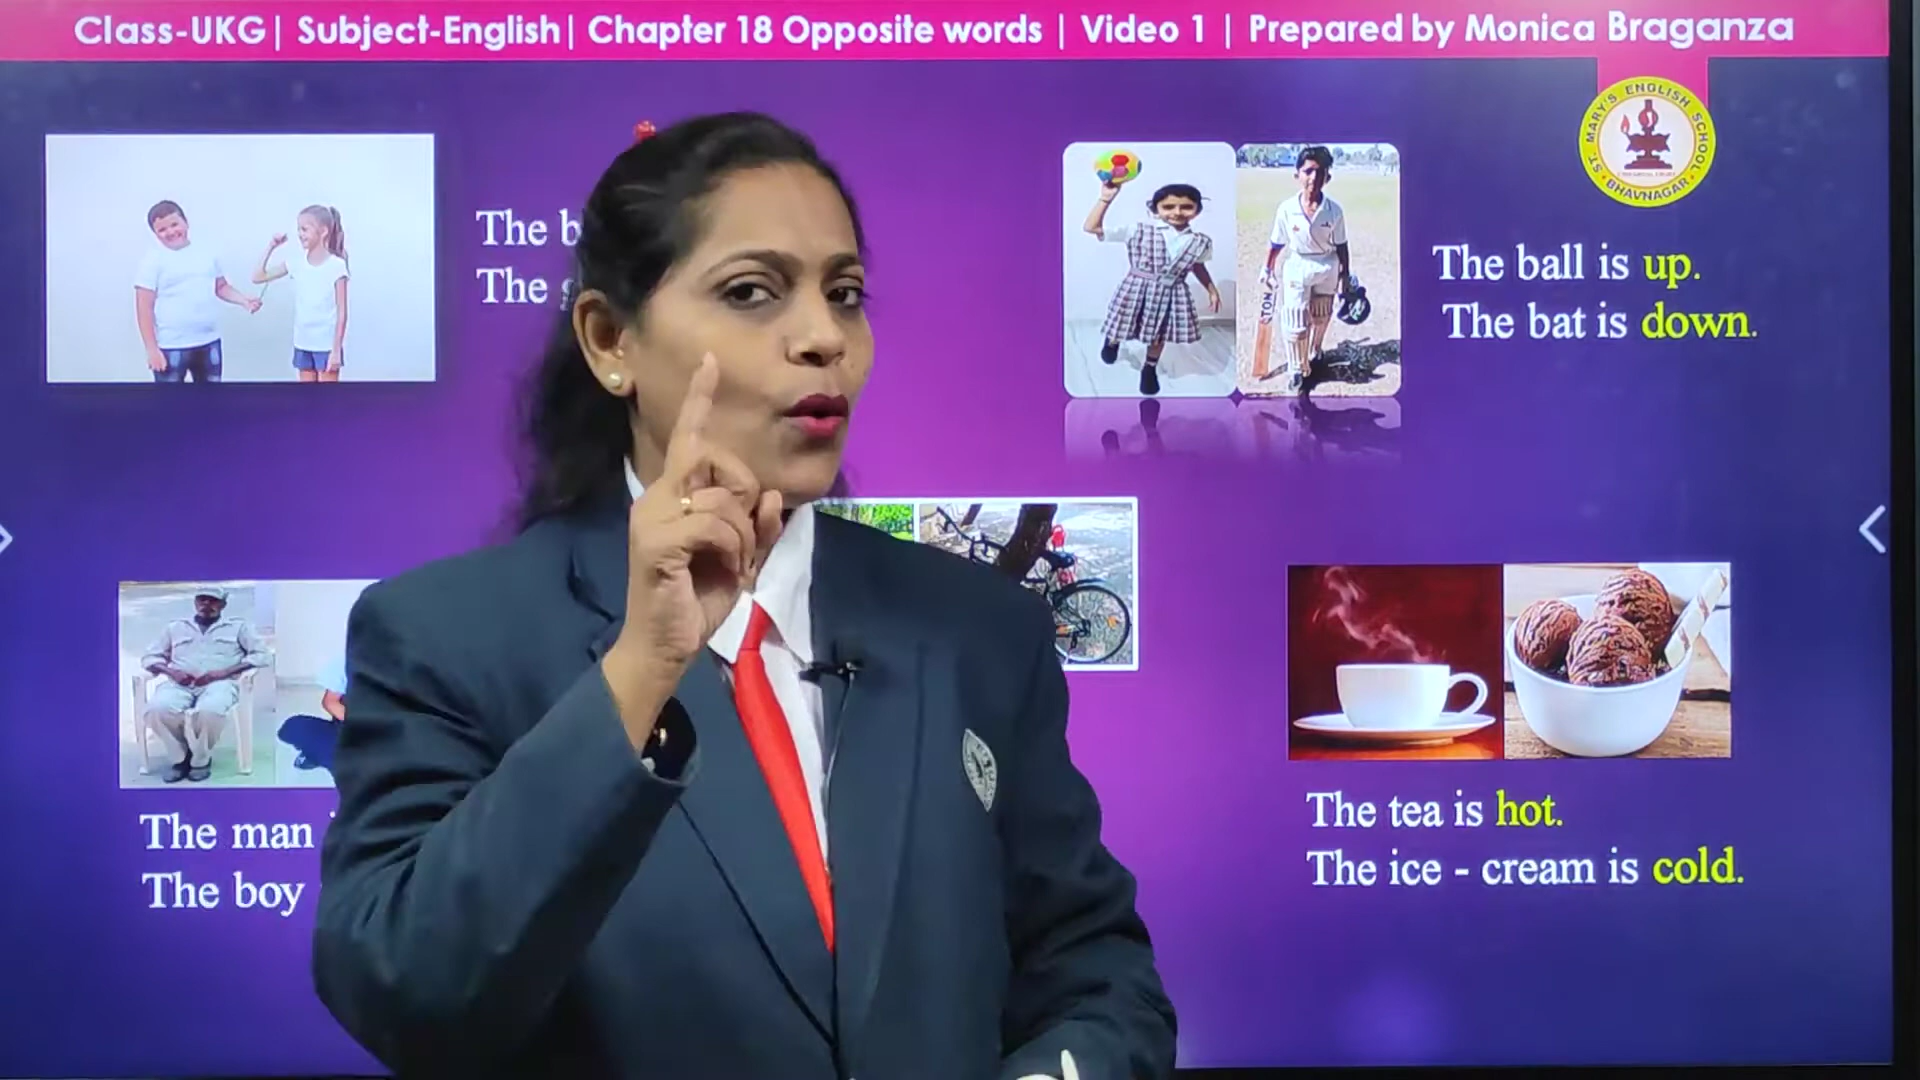 Class-UKG| Subject-English| Chapter 18 Opposite words | Video 1 | Prepared by Monica Braganza
ST. MARY'S ENGLISH SCHOOL
BHAVNAGAR
The
The
The ball is up.
The bat is down.
TON
The man
The boy
The tea is hot.
The ice - cream is cold.